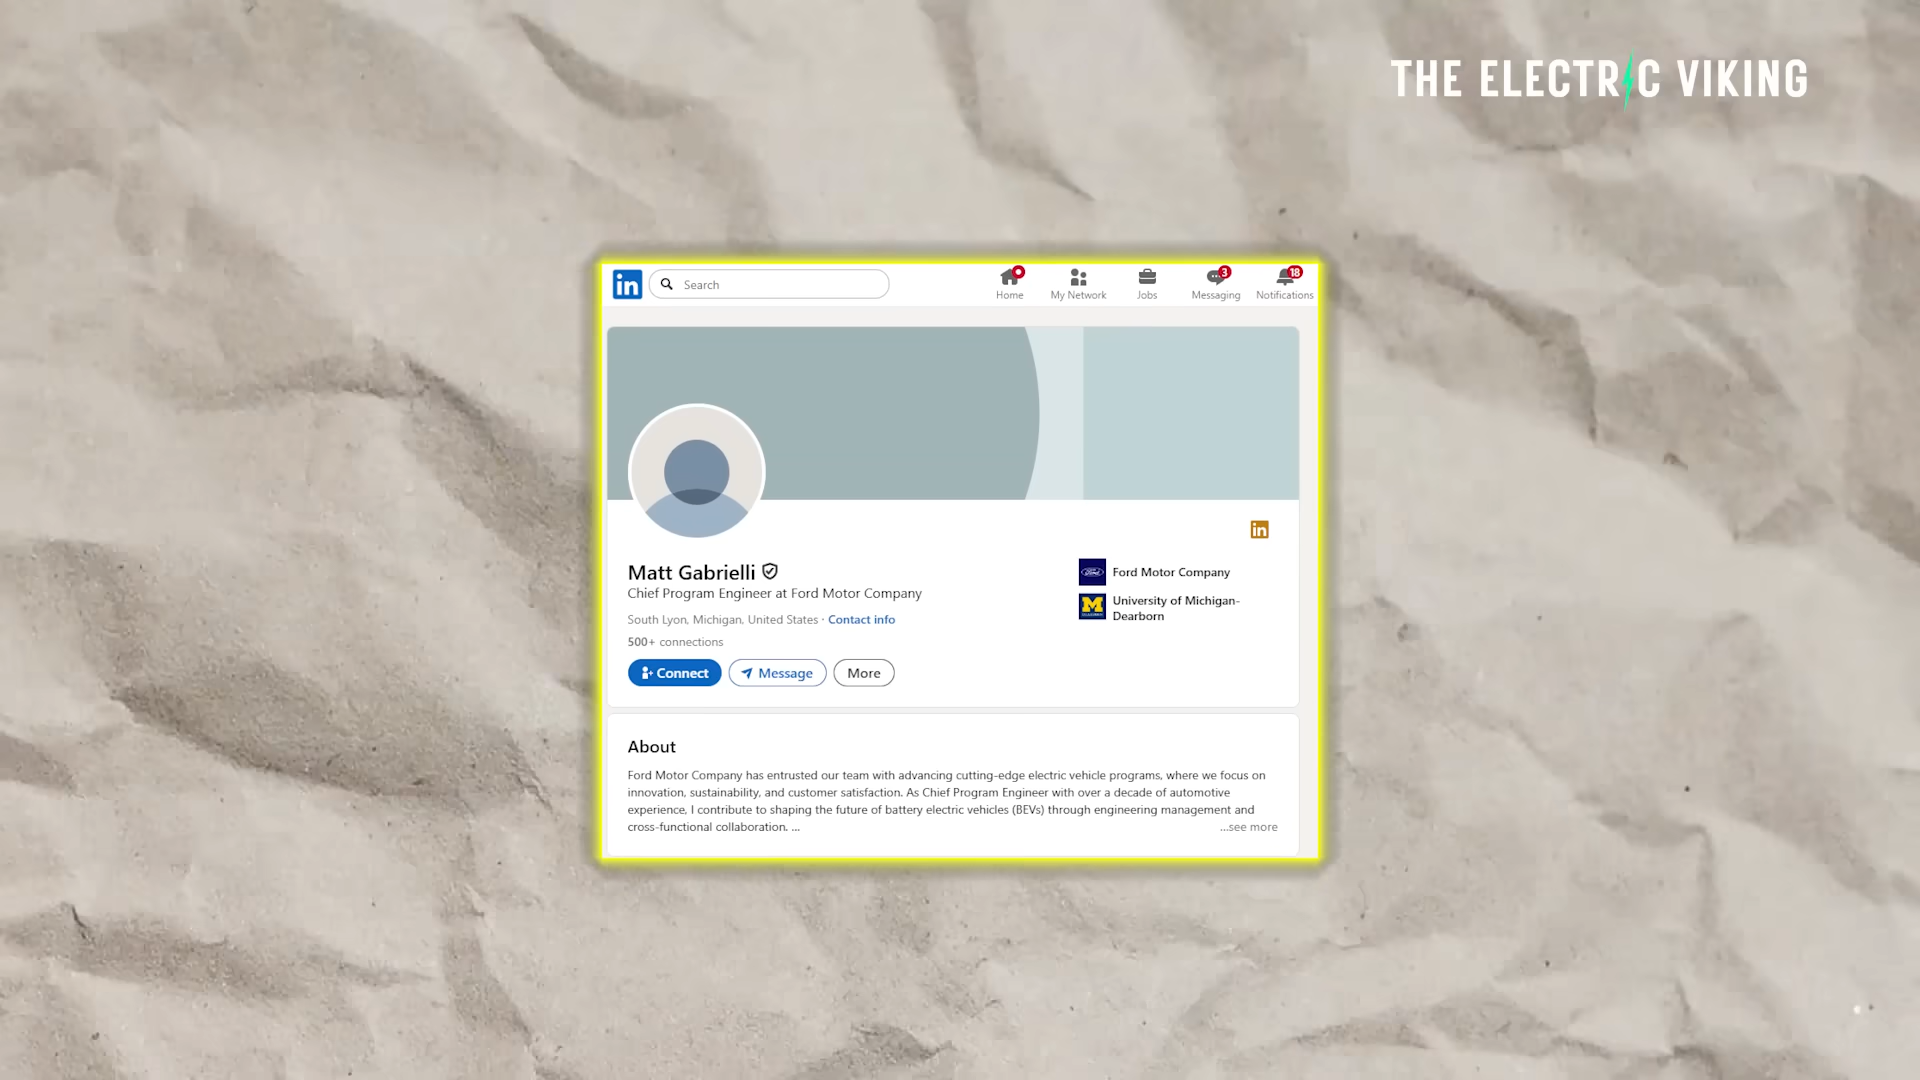 THE ELECTRIC VIKING
in
Search
Home
My Network
Jobs
3
Messaging
18
Notifications
in
Matt Gabrielli
Chief Program Engineer at Ford Motor Company
South Lyon, Michigan, United States · Contact info
500+ connections
Connect
Message
More
Ford
Ford Motor Company
M
University of Michigan-
Dearborn
About
Ford Motor Company has entrusted our team with advancing cutting-edge electric vehicle programs, where we focus on
innovation, sustainability, and customer satisfaction. As Chief Program Engineer with over a decade of automotive
experience, I contribute to shaping the future of battery electric vehicles (BEVs) through engineering management and
cross-functional collaboration. ...
...see more